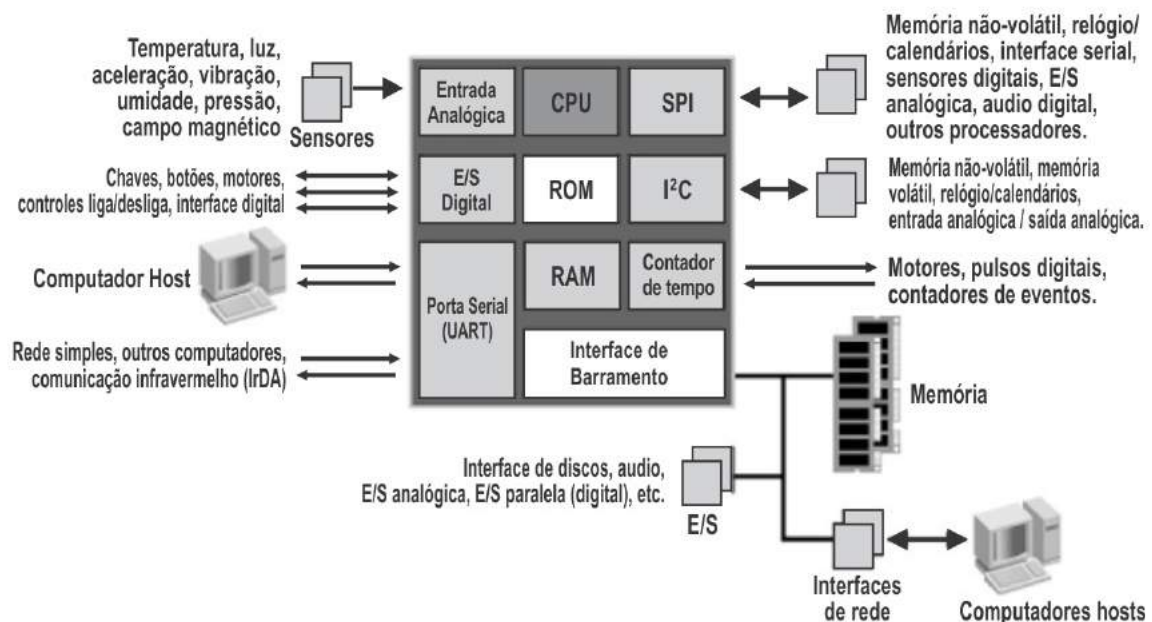 Temperatura, luz,
aceleração, vibração,
umidade, pressão,
campo magnético
Sensores
Chaves, botões, motores,
controles liga/desliga, interface digital
Computador Host
Rede simples, outros computadores,
comunicação infravermelho (IrDA)
Entrada
Analógica
CPU
SPI
E/S
Digital
ROM
I²C
Porta Serial
(UART)
RAM
Contador
de tempo
Interface de
Barramento
Memória não-volátil, relógio/
calendários, interface serial,
sensores digitais, E/S
analógica, audio digital,
outros processadores.
Memória não-volátil, memória
volátil, relógio/calendários,
entrada analógica / saída analógica.
Motores, pulsos digitais,
contadores de eventos.
Memória
Interface de discos, audio,
E/S analógica, E/S paralela (digital), etc.
E/S
Interfaces
de rede
Computadores hosts